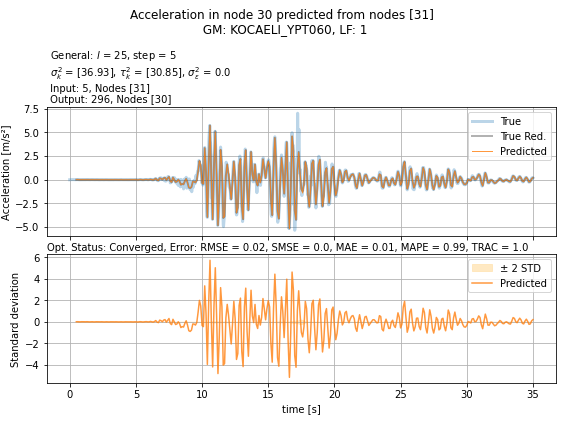 Acceleration in node 30 predicted from nodes [31]
GM: KOCAELI_YPT060, LF: 1
General: l = 25, step = 5
σ²ₖ = [36.93], τ²ₖ = [30.85], σ²ε = 0.0
Input: 5, Nodes [31]
Output: 296, Nodes [30]
Acceleration [m/s²]
7.5
5.0
2.5
0.0
−2.5
−5.0
True
True Red.
Predicted
Opt. Status: Converged, Error: RMSE = 0.02, SMSE = 0.0, MAE = 0.01, MAPE = 0.99, TRAC = 1.0
Standard deviation
6
4
2
0
−2
−4
± 2 STD
Predicted
0 5 10 15 20 25 30 35
time [s]